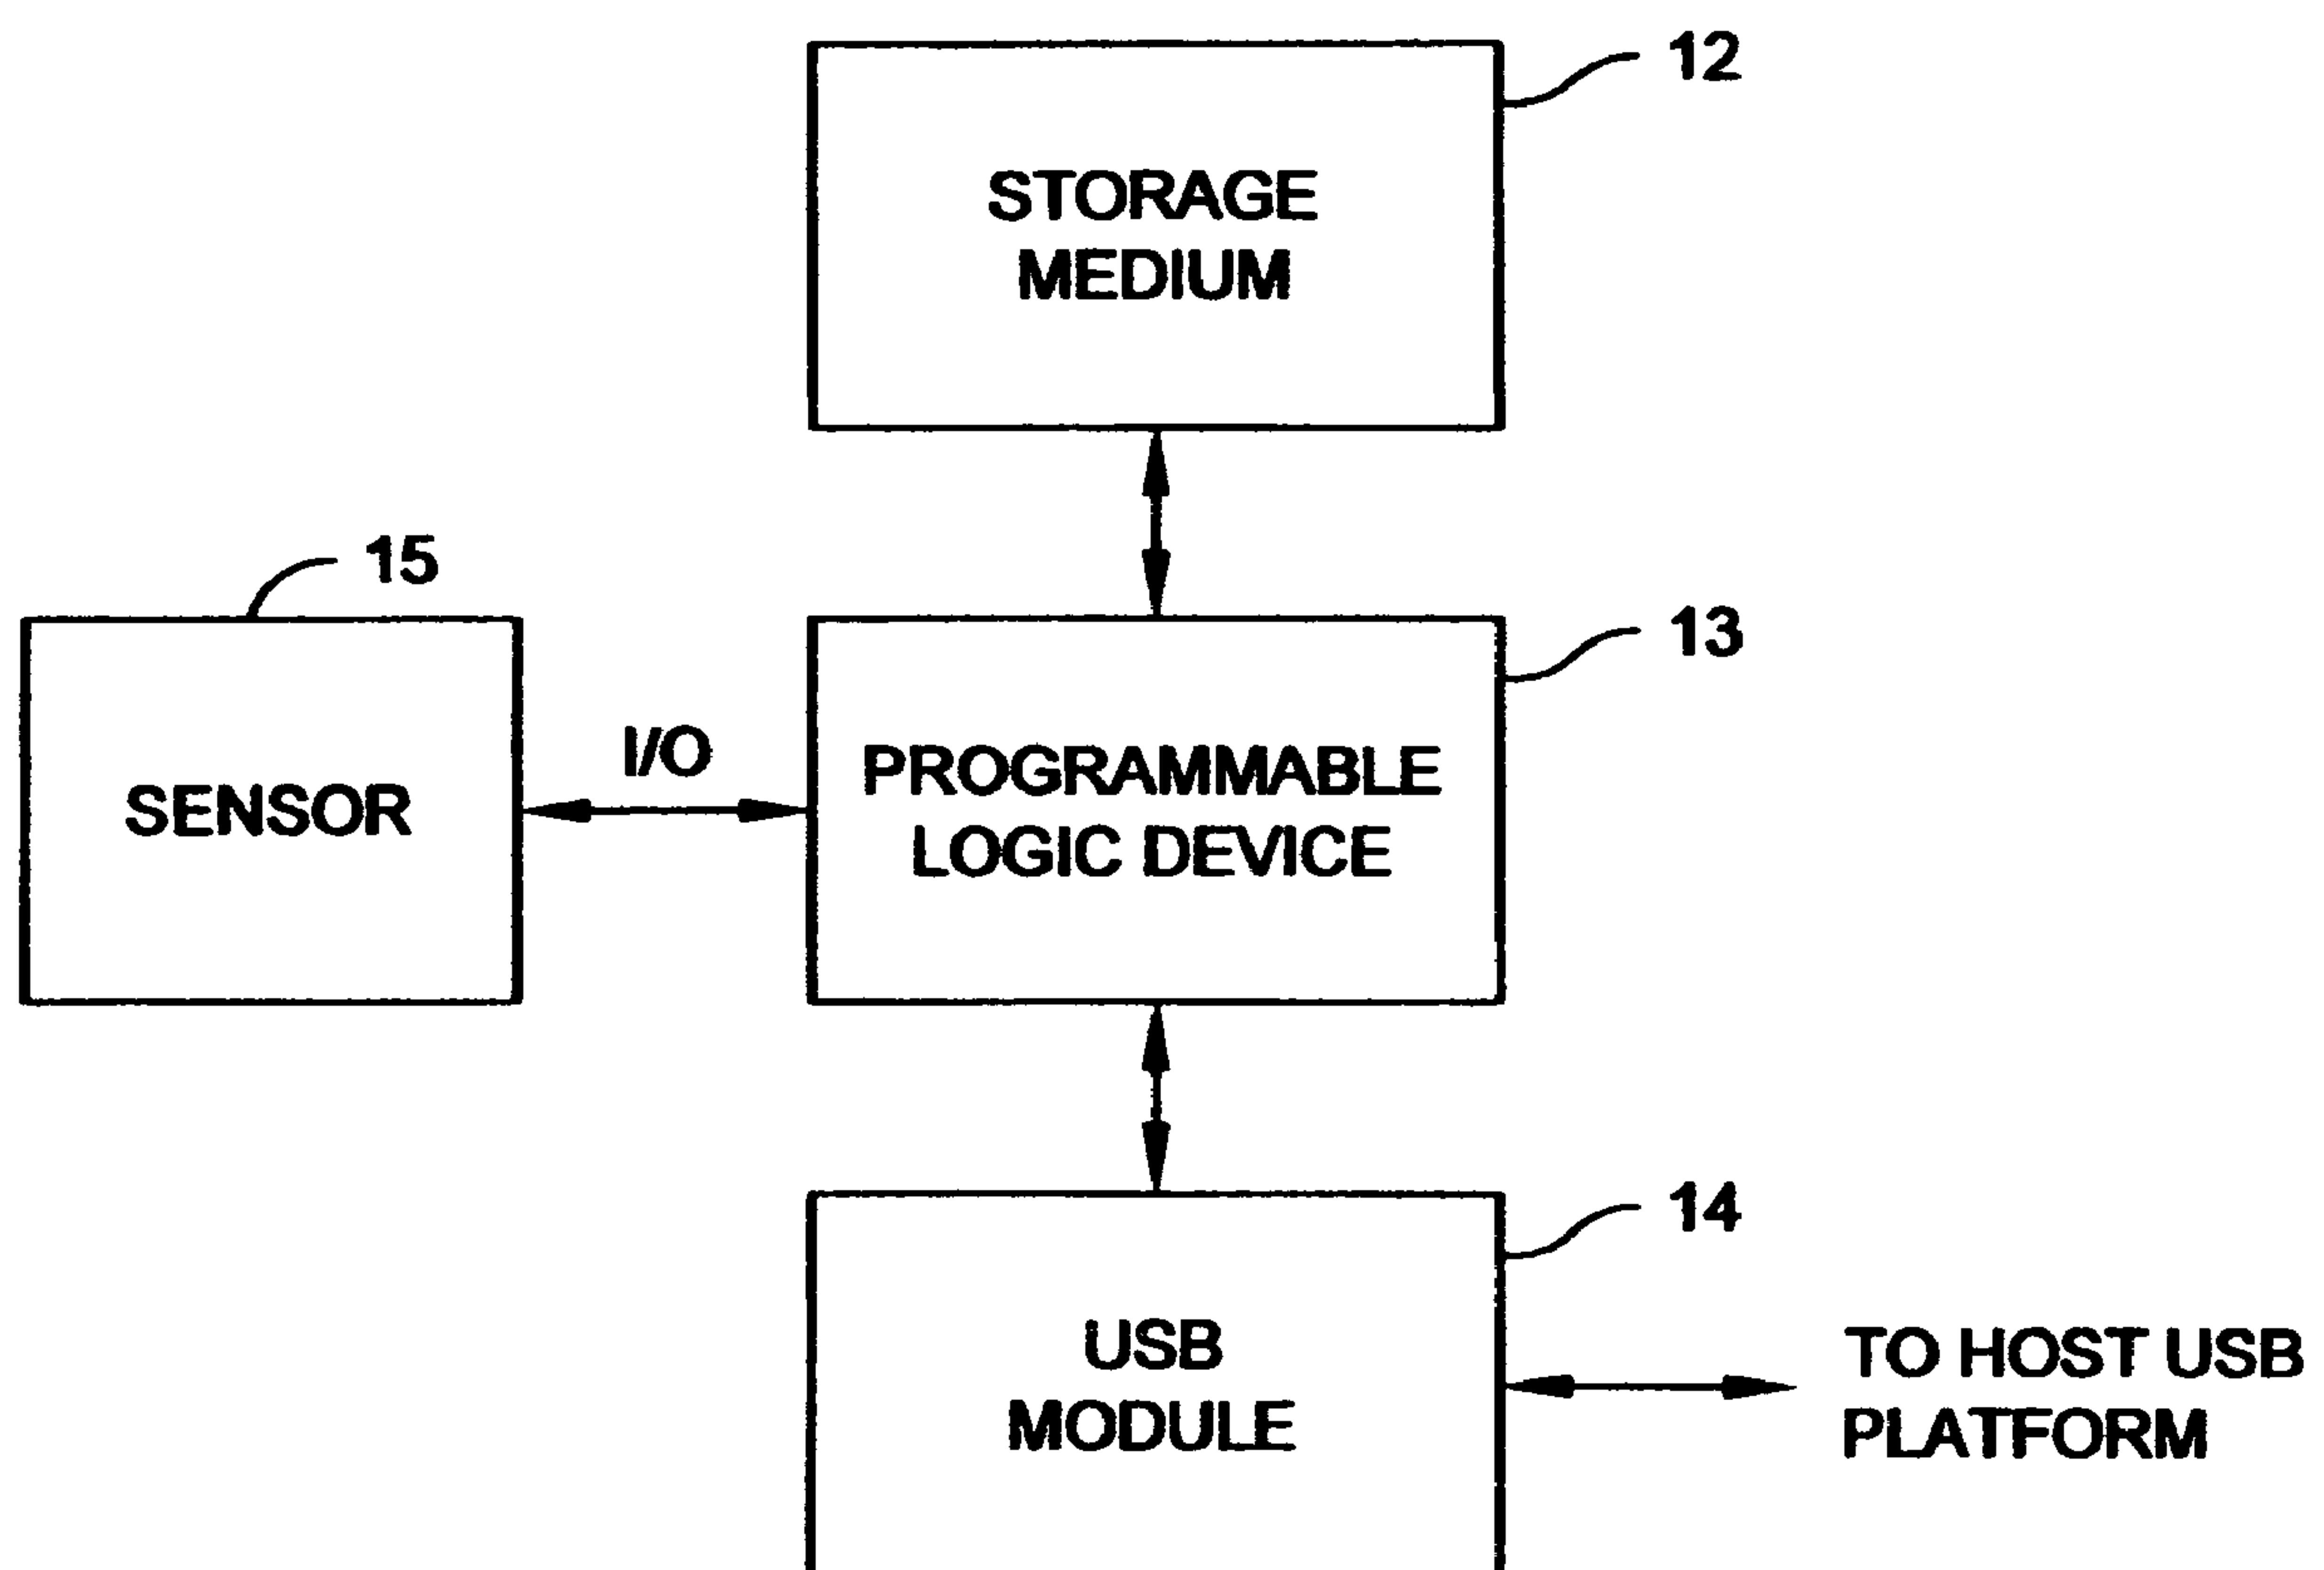 12
STORAGE
MEDIUM
15
13
SENSOR
I/O
PROGRAMMABLE
LOGIC DEVICE
14
USB
MODULE
TO HOST USB
PLATFORM